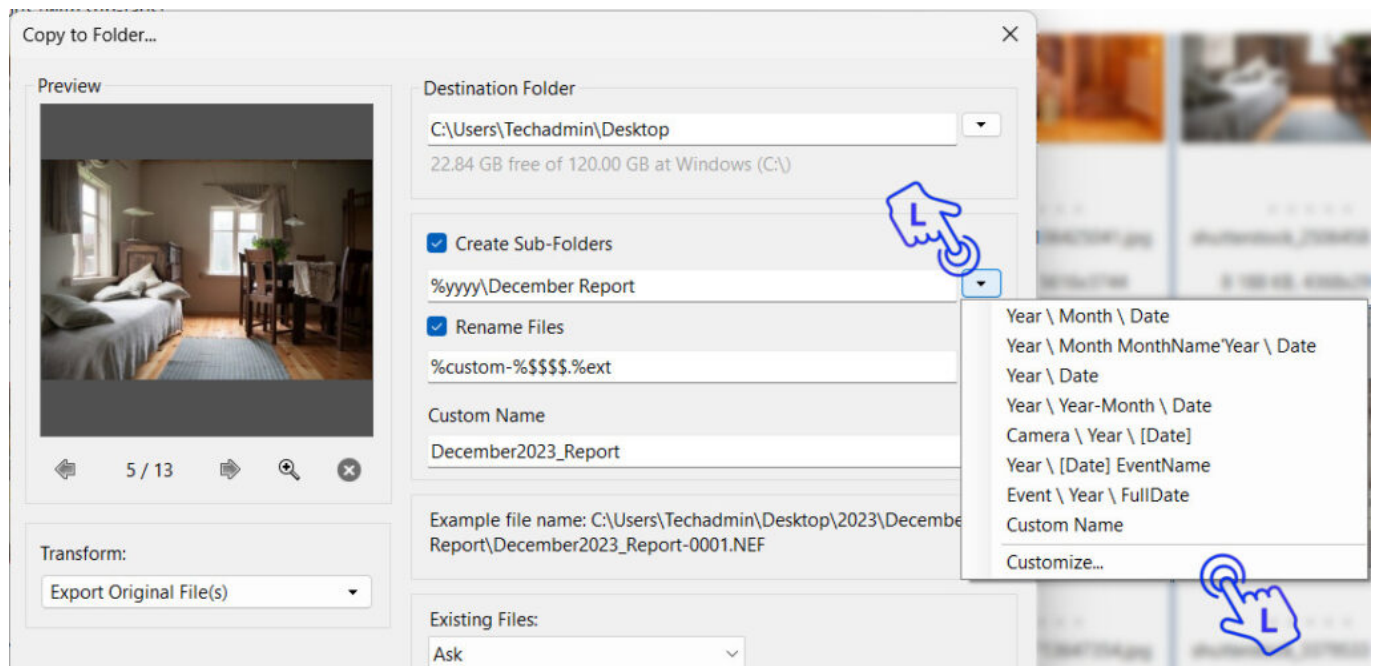 Copy to Folder...
Preview
5 / 13
Transform:
Export Original File(s)
Destination Folder
C:\Users\Techadmin\Desktop
22.84 GB free of 120.00 GB at Windows (C:\)
Create Sub-Folders
%yyyy\December Report
Rename Files
%custom-%$$$$.%ext
Custom Name
December2023_Report
Example file name: C:\Users\Techadmin\Desktop\2023\Decembe
Report\December2023_Report-0001.NEF
Existing Files:
Ask
L
Year \ Month \ Date
Year \ Month MonthName'Year \ Date
Year \ Date
Year \ Year-Month \ Date
Camera \ Year \ [Date]
Year \ [Date] EventName
Event \ Year \ FullDate
Custom Name
Customize...
L